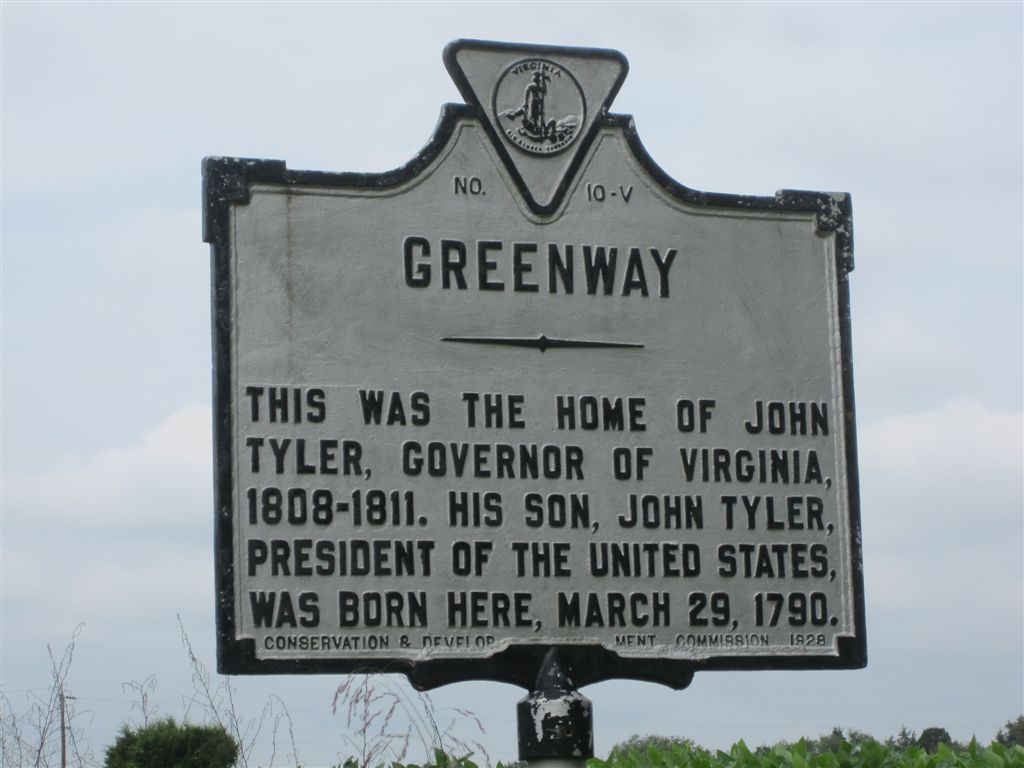 VIRGINIA
NO. 10-V
GREENWAY
THIS WAS THE HOME OF JOHN
TYLER, GOVERNOR OF VIRGINIA,
1808-1811. HIS SON, JOHN TYLER,
PRESIDENT OF THE UNITED STATES,
WAS BORN HERE, MARCH 29, 1790.
CONSERVATION & DEVELOP MENT COMMISSION 1928